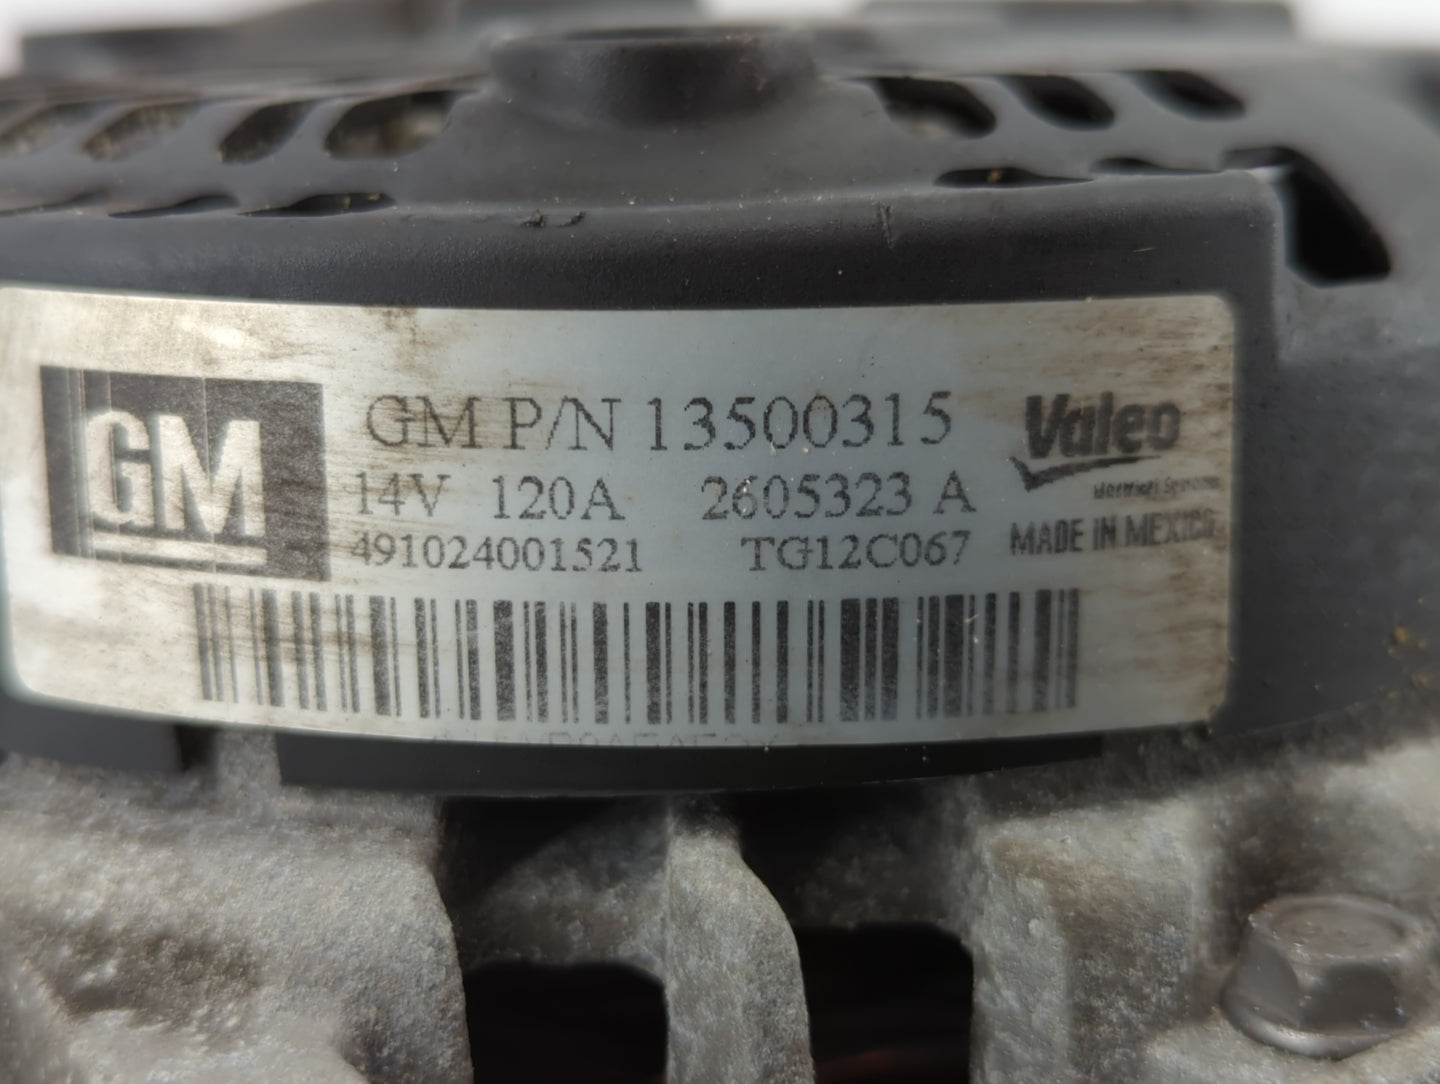 GM
GM P/N 13500315
14V 120A 2605323 A
491024001521 TG12C067
Valeo
MADE IN MEXICO